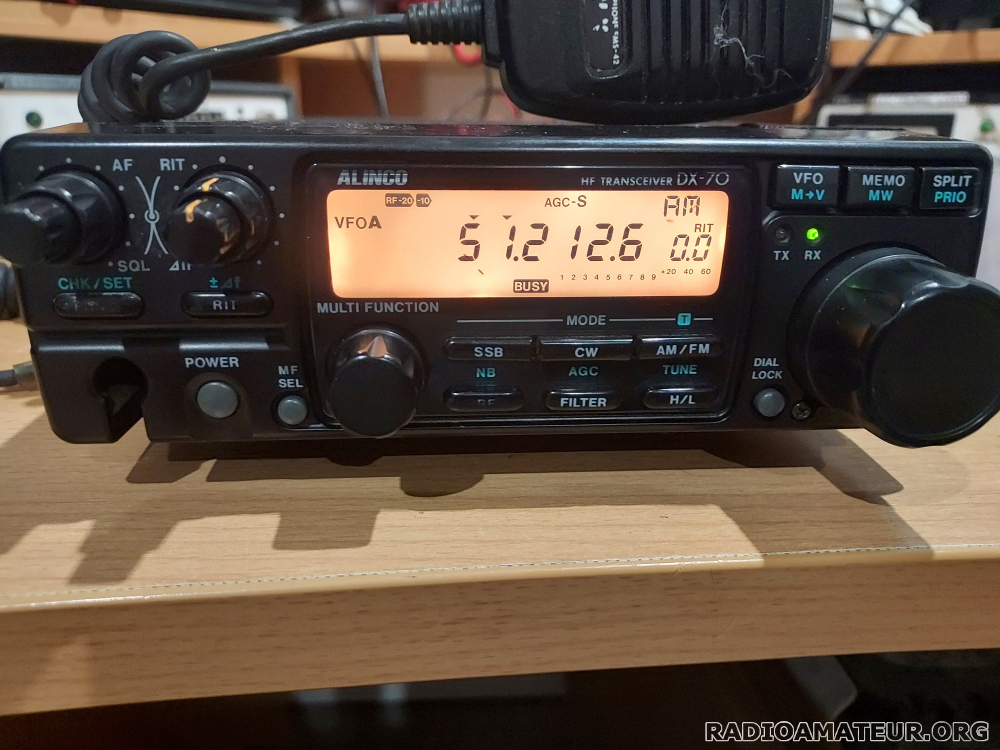 AF RIT
SQL
CHK/SET
RIT
POWER
MF
SEL
ALINCO
HF TRANSCEIVER DX-70
RF-20 -10
AGC-S
AM
VFOA
51.212.6
RIT
0.0
BUSY
1 2 3 4 5 6 7 8 9 +20 40 60
MULTI FUNCTION
MODE T
SSB CW AM/FM
NB AGC TUNE
RF FILTER H/L
VFO MEMO SPLIT
M→V MW PRIO
TX RX
DIAL
LOCK
RADIOAMATEUR.ORG